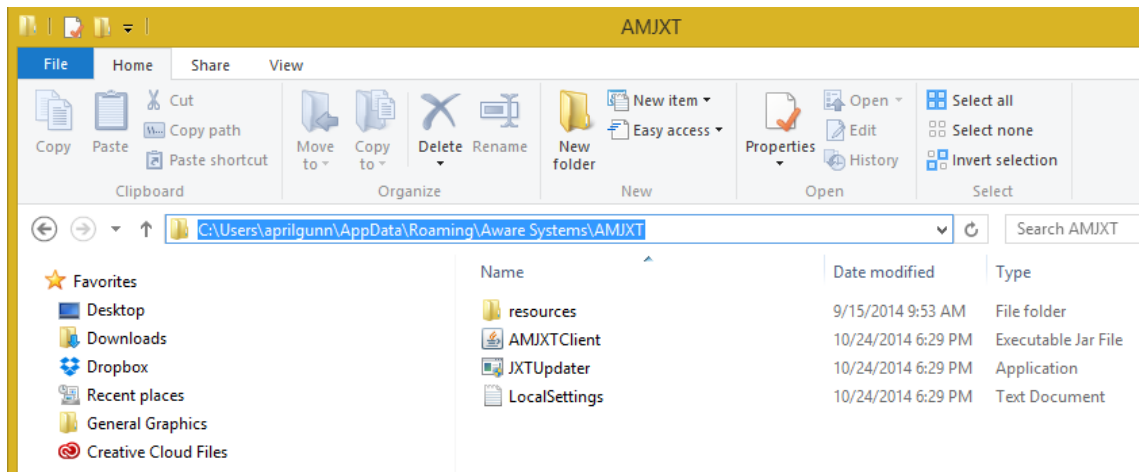 AMJXT
File Home Share View
Copy
Paste
Cut
Copy path
Paste shortcut
Clipboard
Move to
Copy to
Delete
Rename
Organize
New folder
New item
Easy access
New
Properties
Open
Edit
History
Open
Select all
Select none
Invert selection
Select
C:\Users\aprilgunn\AppData\Roaming\Aware Systems\AMJXT
Search AMJXT
Favorites
Desktop
Downloads
Dropbox
Recent places
General Graphics
Creative Cloud Files
Name Date modified Type
resources 9/15/2014 9:53 AM File folder
AMJXTClient 10/24/2014 6:29 PM Executable Jar File
JXTUpdater 10/24/2014 6:29 PM Application
LocalSettings 10/24/2014 6:29 PM Text Document